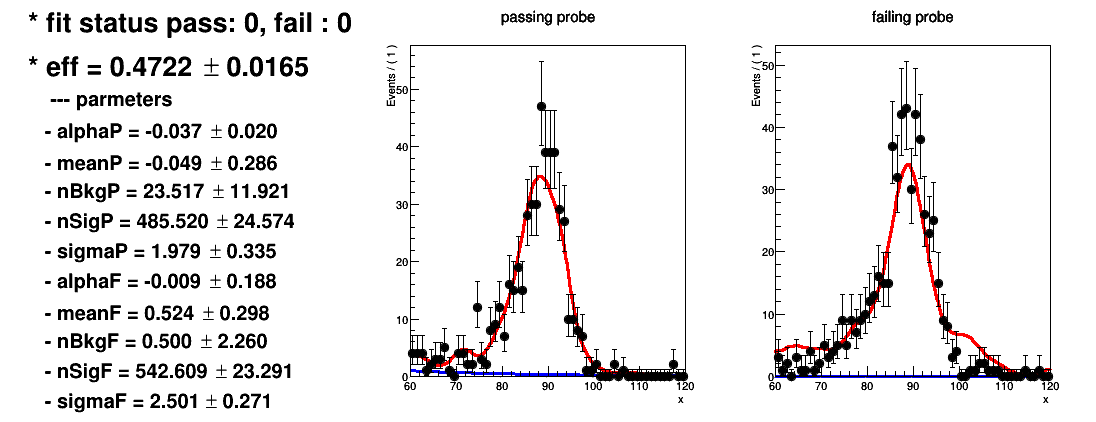 * fit status pass: 0, fail : 0
* eff = 0.4722 ± 0.0165
--- parmeters
- alphaP = -0.037 ± 0.020
- meanP = -0.049 ± 0.286
- nBkgP = 23.517 ± 11.921
- nSigP = 485.520 ± 24.574
- sigmaP = 1.979 ± 0.335
- alphaF = -0.009 ± 0.188
- meanF = 0.524 ± 0.298
- nBkgF = 0.500 ± 2.260
- nSigF = 542.609 ± 23.291
- sigmaF = 2.501 ± 0.271
passing probe
Events / ( 1 )
50
40
30
20
10
0
60 70 80 90 100 110 120
x
failing probe
Events / ( 1 )
50
40
30
20
10
0
60 70 80 90 100 110 120
x